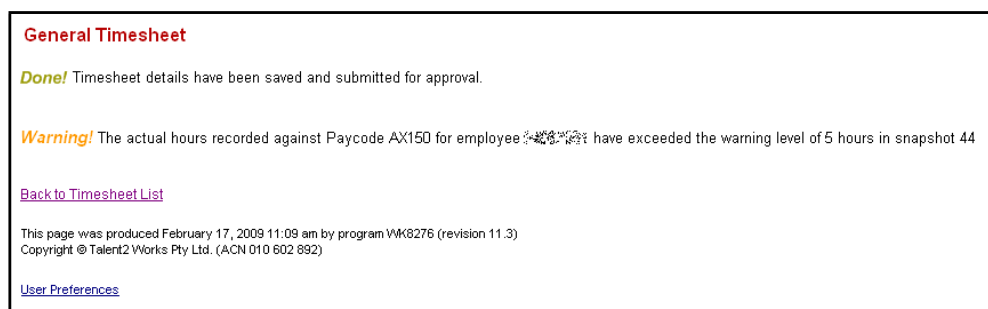 General Timesheet
Done! Timesheet details have been saved and submitted for approval.
Warning! The actual hours recorded against Paycode AX150 for employee have exceeded the warning level of 5 hours in snapshot 44
Back to Timesheet List
This page was produced February 17, 2009 11:09 am by program WK8276 (revision 11.3)
Copyright © Talent2 Works Pty Ltd. (ACN 010 602 892)
User Preferences